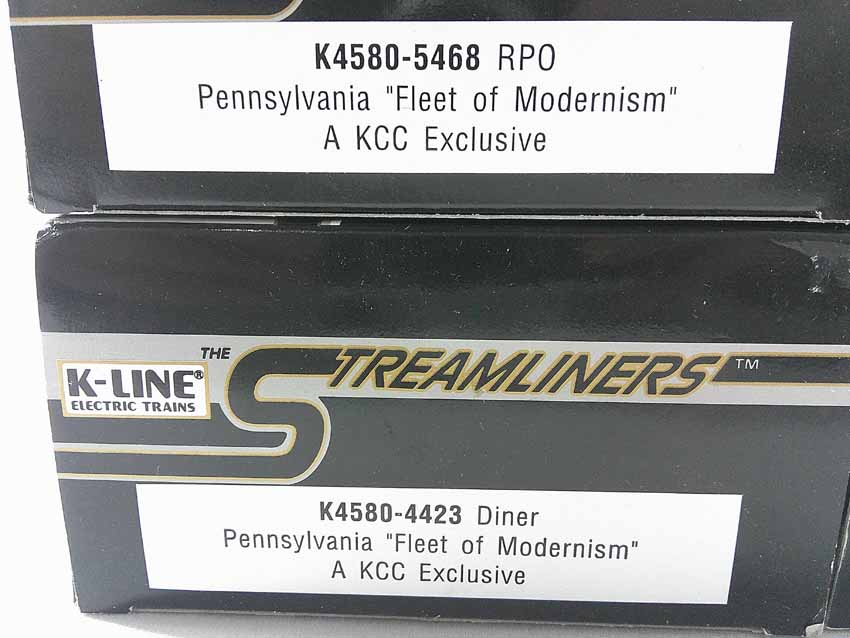 K4580-5468 RPO
Pennsylvania "Fleet of Modernism"
A KCC Exclusive
THE STREAMLINERS™
K-LINE®
ELECTRIC TRAINS
K4580-4423 Diner
Pennsylvania "Fleet of Modernism"
A KCC Exclusive